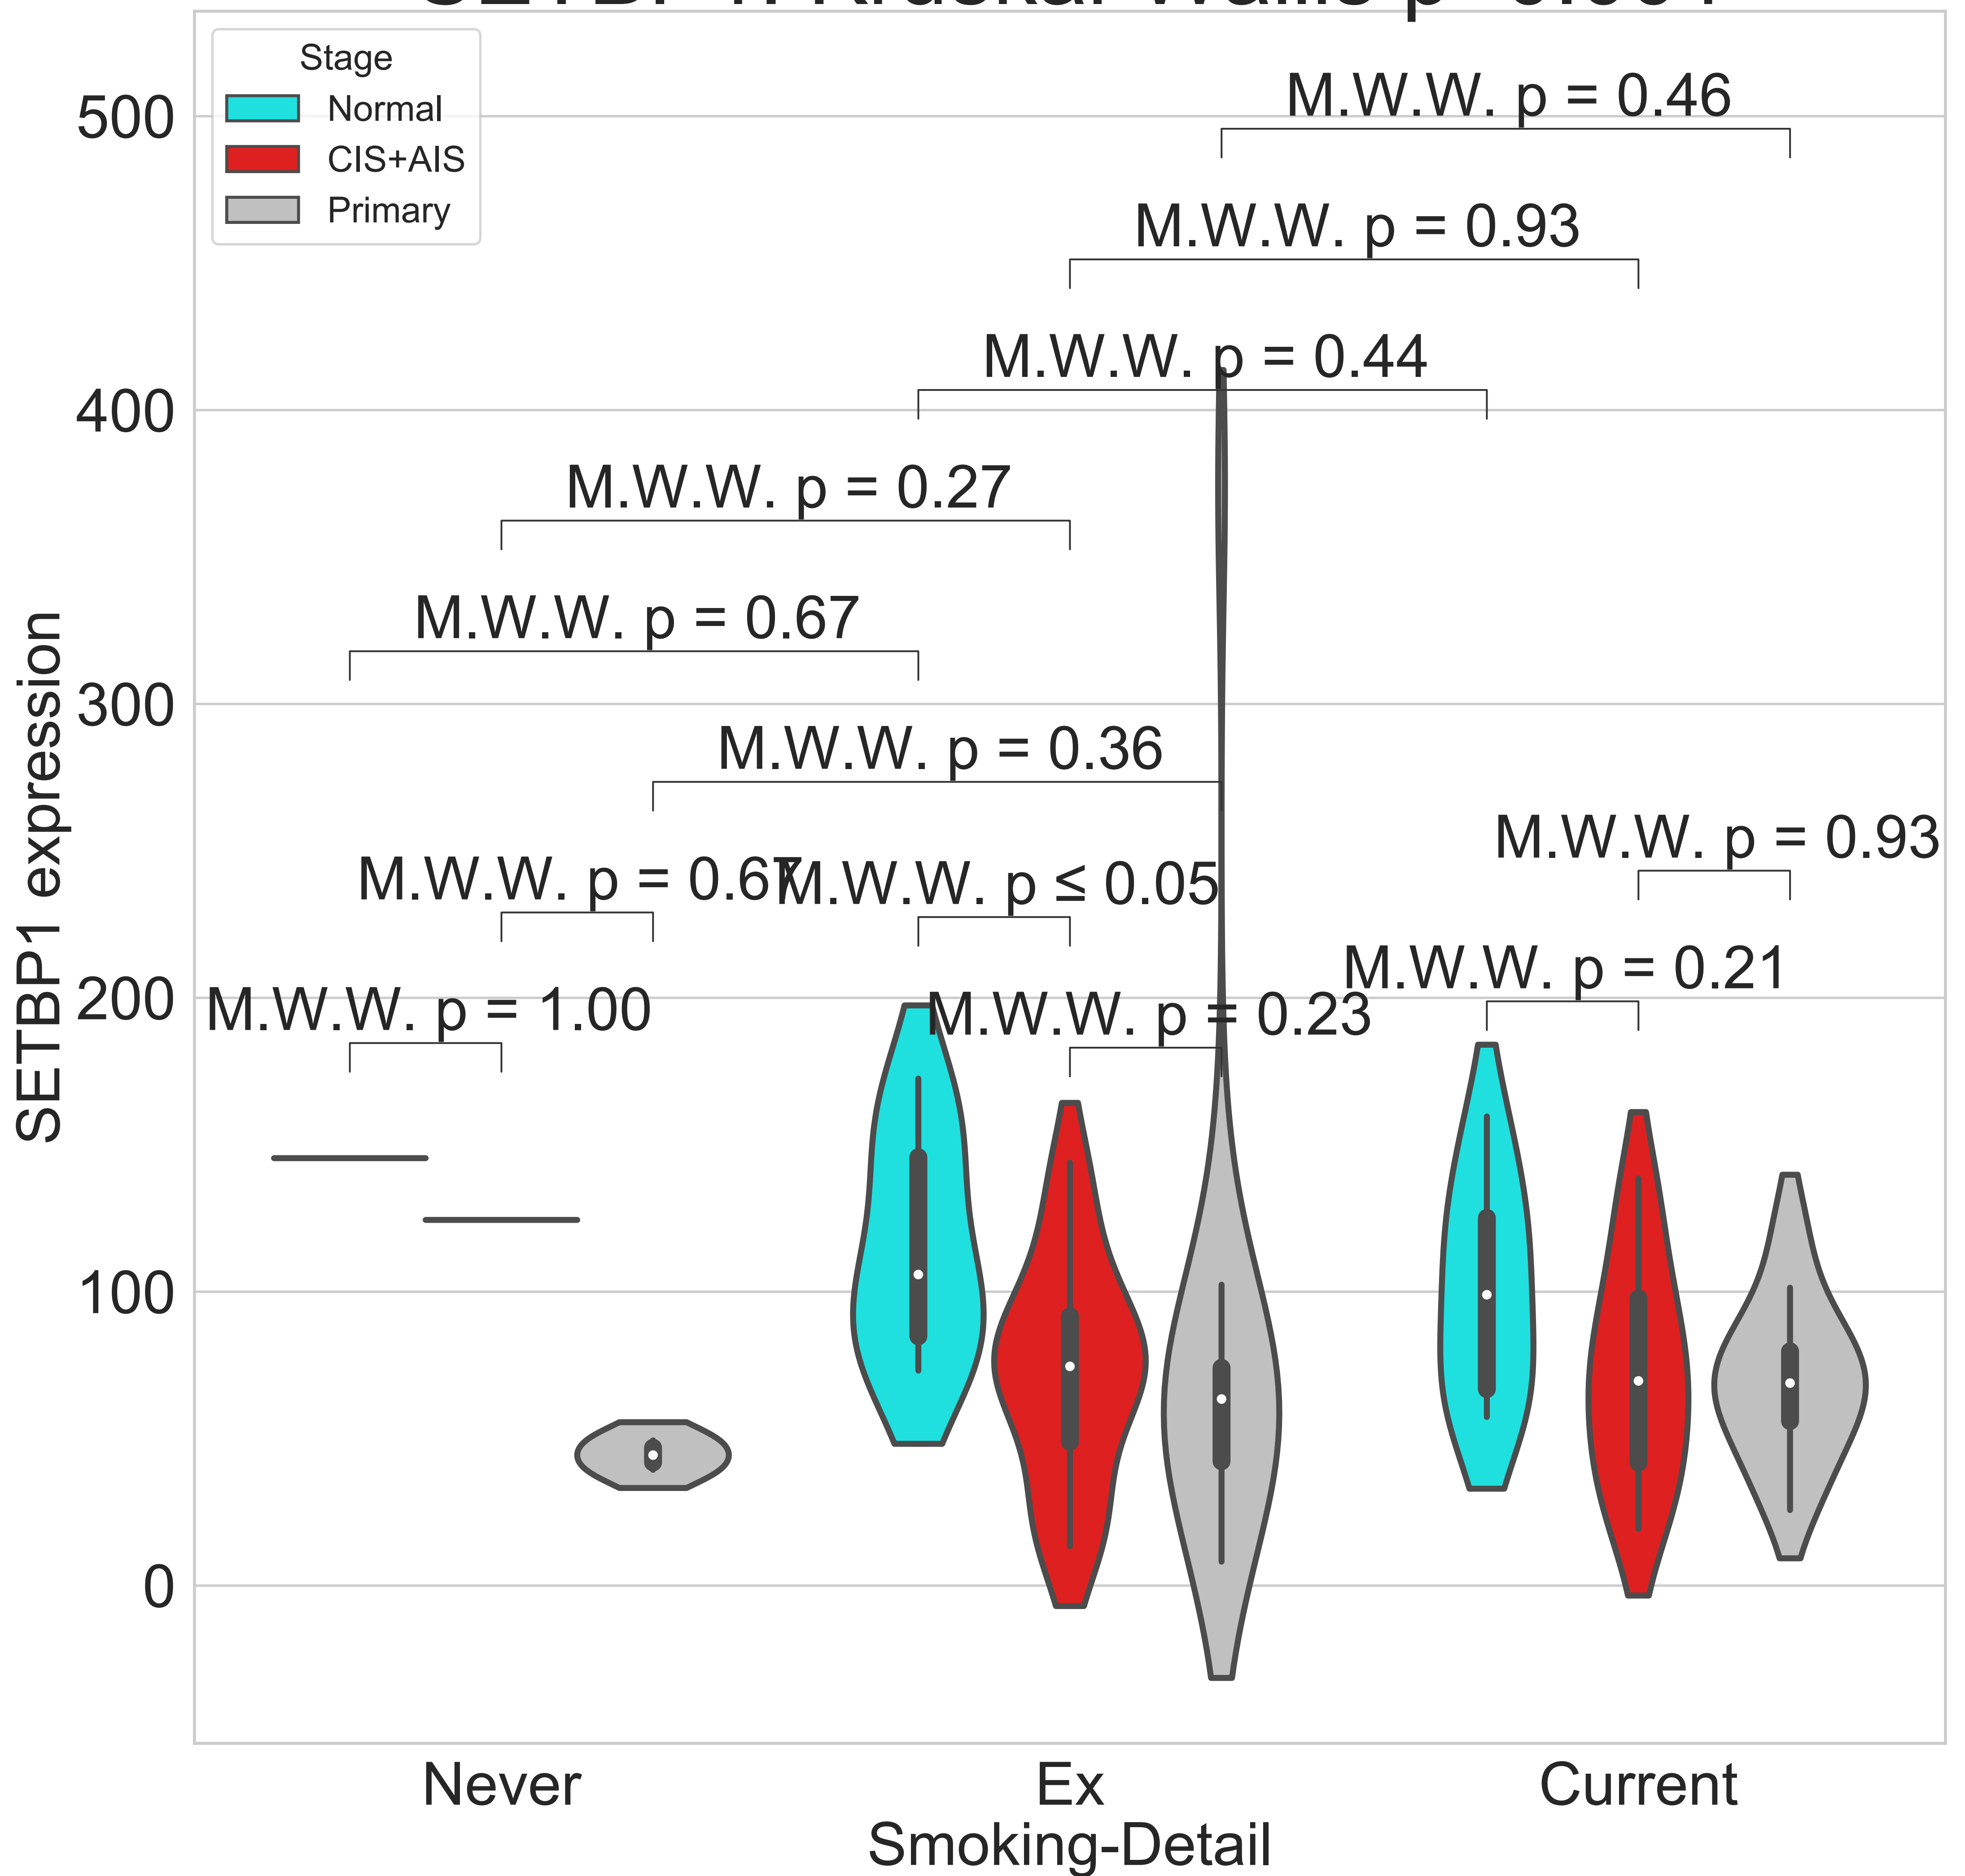 Stage
Normal
CIS+AIS
Primary
M.W.W. p = 0.46
M.W.W. p = 0.93
M.W.W. p = 0.44
M.W.W. p = 0.27
M.W.W. p = 0.67
M.W.W. p = 0.36
M.W.W. p = 0.93
M.W.W. p = 0.67
M.W.W. p ≤ 0.05
M.W.W. p = 0.21
M.W.W. p = 1.00
M.W.W. p = 0.23
500
400
300
200
100
0
SETBP1 expression
Never
Ex
Current
Smoking-Detail